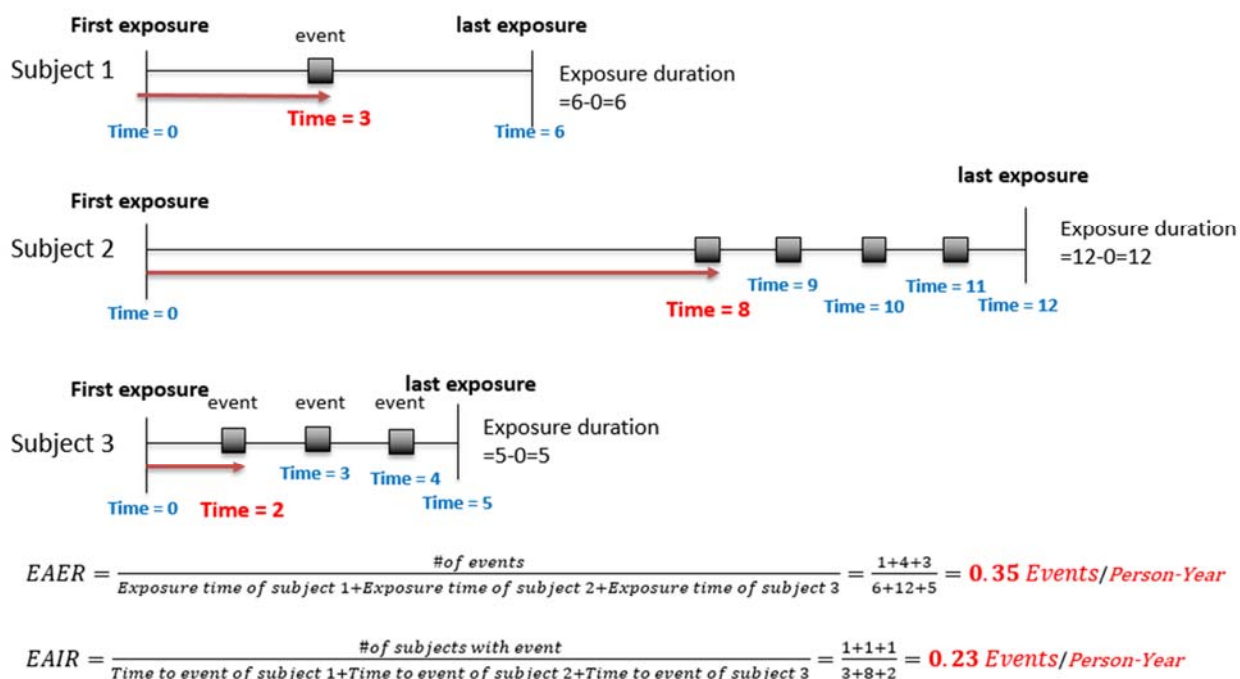 First exposure
event
last exposure
Subject 1
Exposure duration
=6-0=6
Time = 3
Time = 0
Time = 6
last exposure
First exposure
Subject 2
Exposure duration
=12-0=12
Time = 9
Time = 11
Time = 0
Time = 8
Time = 10
Time = 12
First exposure
last exposure
event
event
event
Subject 3
Exposure duration
=5-0=5
Time = 3
Time = 4
Time = 0
Time = 2
Time = 5
EAER = #of events / Exposure time of subject 1+Exposure time of subject 2+Exposure time of subject 3 = 1+4+3 / 6+12+5 = 0.35 Events/Person-Year
EAIR = #of subjects with event / Time to event of subject 1+Time to event of subject 2+Time to event of subject 3 = 1+1+1 / 3+8+2 = 0.23 Events/Person-Year